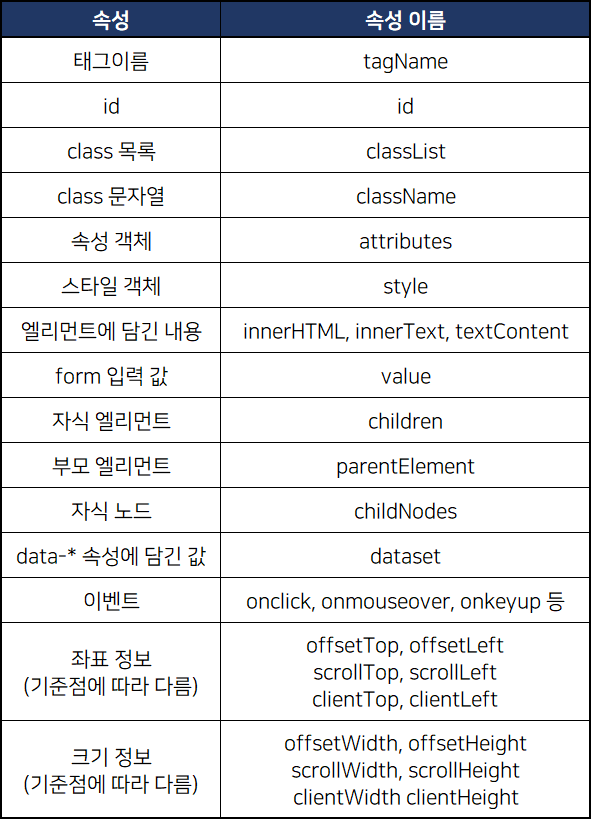 속성 속성 이름
태그이름 tagName
id id
class 목록 classList
class 문자열 className
속성 객체 attributes
스타일 객체 style
엘리먼트에 담긴 내용 innerHTML, innerText, textContent
form 입력 값 value
자식 엘리먼트 children
부모 엘리먼트 parentElement
자식 노드 childNodes
data-* 속성에 담긴 값 dataset
이벤트 onclick, onmouseover, onkeyup 등
좌표 정보
(기준점에 따라 다름)
offsetTop, offsetLeft
scrollTop, scrollLeft
clientTop, clientLeft
크기 정보
(기준점에 따라 다름)
offsetWidth, offsetHeight
scrollWidth, scrollHeight
clientWidth clientHeight